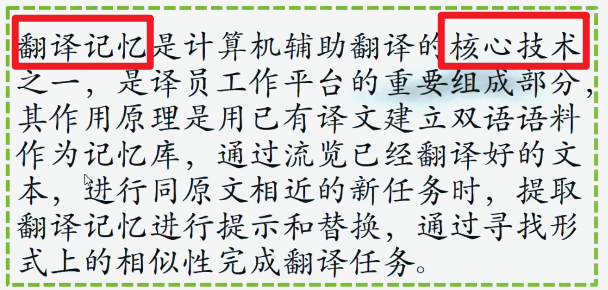 翻译记忆是计算机辅助翻译的核心技术
之一，是译员工作平台的重要组成部分，
其作用原理是用已有译文建立双语语料
作为记忆库，通过流览已经翻译好的文
本，进行同原文相近的新任务时，提取
翻译记忆进行提示和替换，通过寻找形
式上的相似性完成翻译任务。